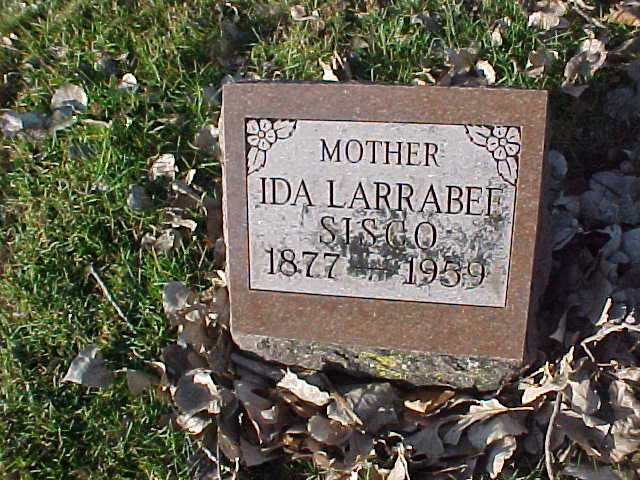 MOTHER
IDA LARRABEE
SISCO
1877 — 1959